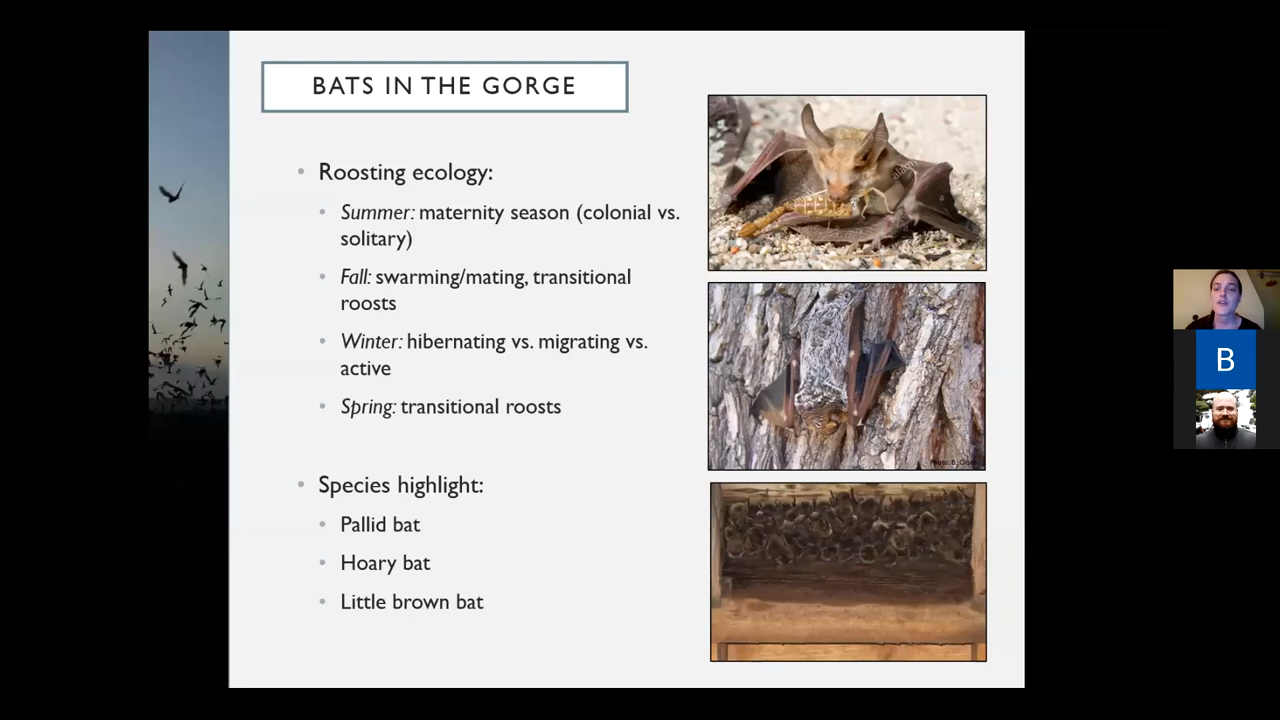 BATS IN THE GORGE
Roosting ecology:
Summer: maternity season (colonial vs.
solitary)
Fall: swarming/mating, transitional
roosts
Winter: hibernating vs. migrating vs.
active
Spring: transitional roosts
Species highlight:
Pallid bat
Hoary bat
Little brown bat
B